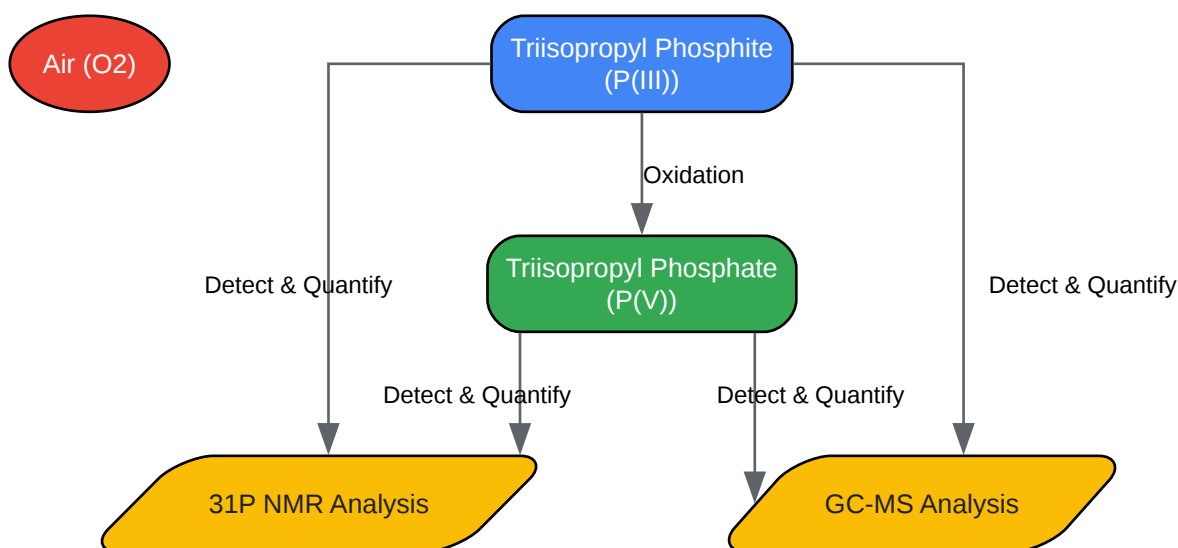 Air (O2)
Triisopropyl Phosphite
(P(III))
Oxidation
Triisopropyl Phosphate
(P(V))
Detect & Quantify
Detect & Quantify
Detect & Quantify
Detect & Quantify
31P NMR Analysis
GC-MS Analysis